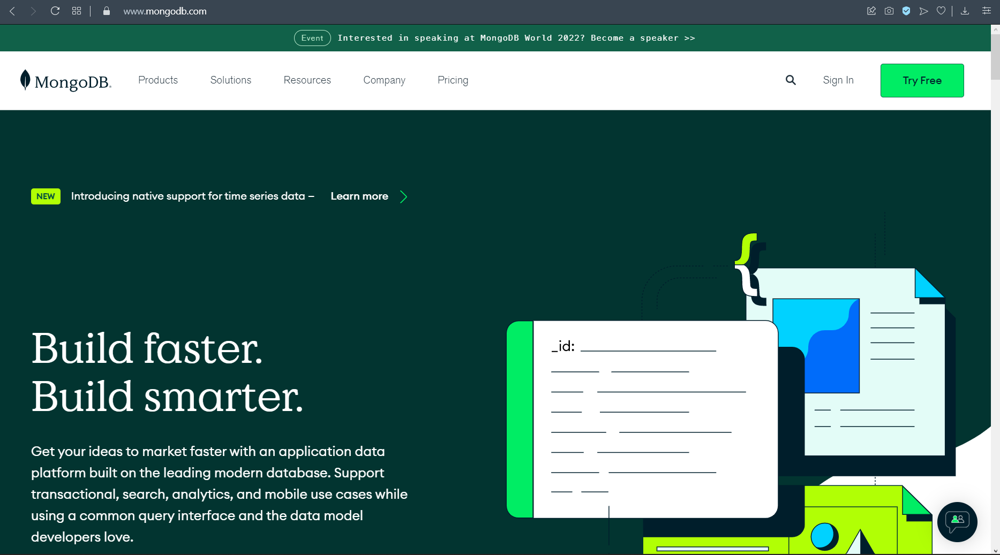 www.mongodb.com
Event Interested in speaking at MongoDB World 2022? Become a speaker >>
MongoDB® Products Solutions Resources Company Pricing Sign In Try Free
NEW Introducing native support for time series data – Learn more
Build faster.
Build smarter.
Get your ideas to market faster with an application data
platform built on the leading modern database. Support
transactional, search, analytics, and mobile use cases while
using a common query interface and the data model
developers love.
{
_id: